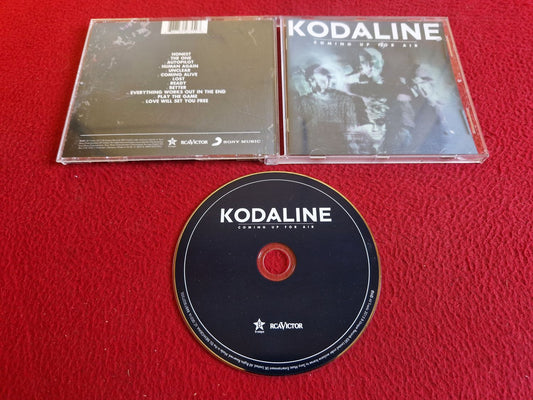 HONEST
THE ONE
AUTOPILOT
HUMAN AGAIN
UNCLEAR
COMING ALIVE
LOST
READY
BETTER
EVERYTHING WORKS OUT IN THE END
PLAY THE GAME
LOVE WILL SET YOU FREE
RCA VICTOR
SONY MUSIC
KODALINE
COMING UP FOR AIR
KODALINE
COMING UP FOR AIR
RCA VICTOR